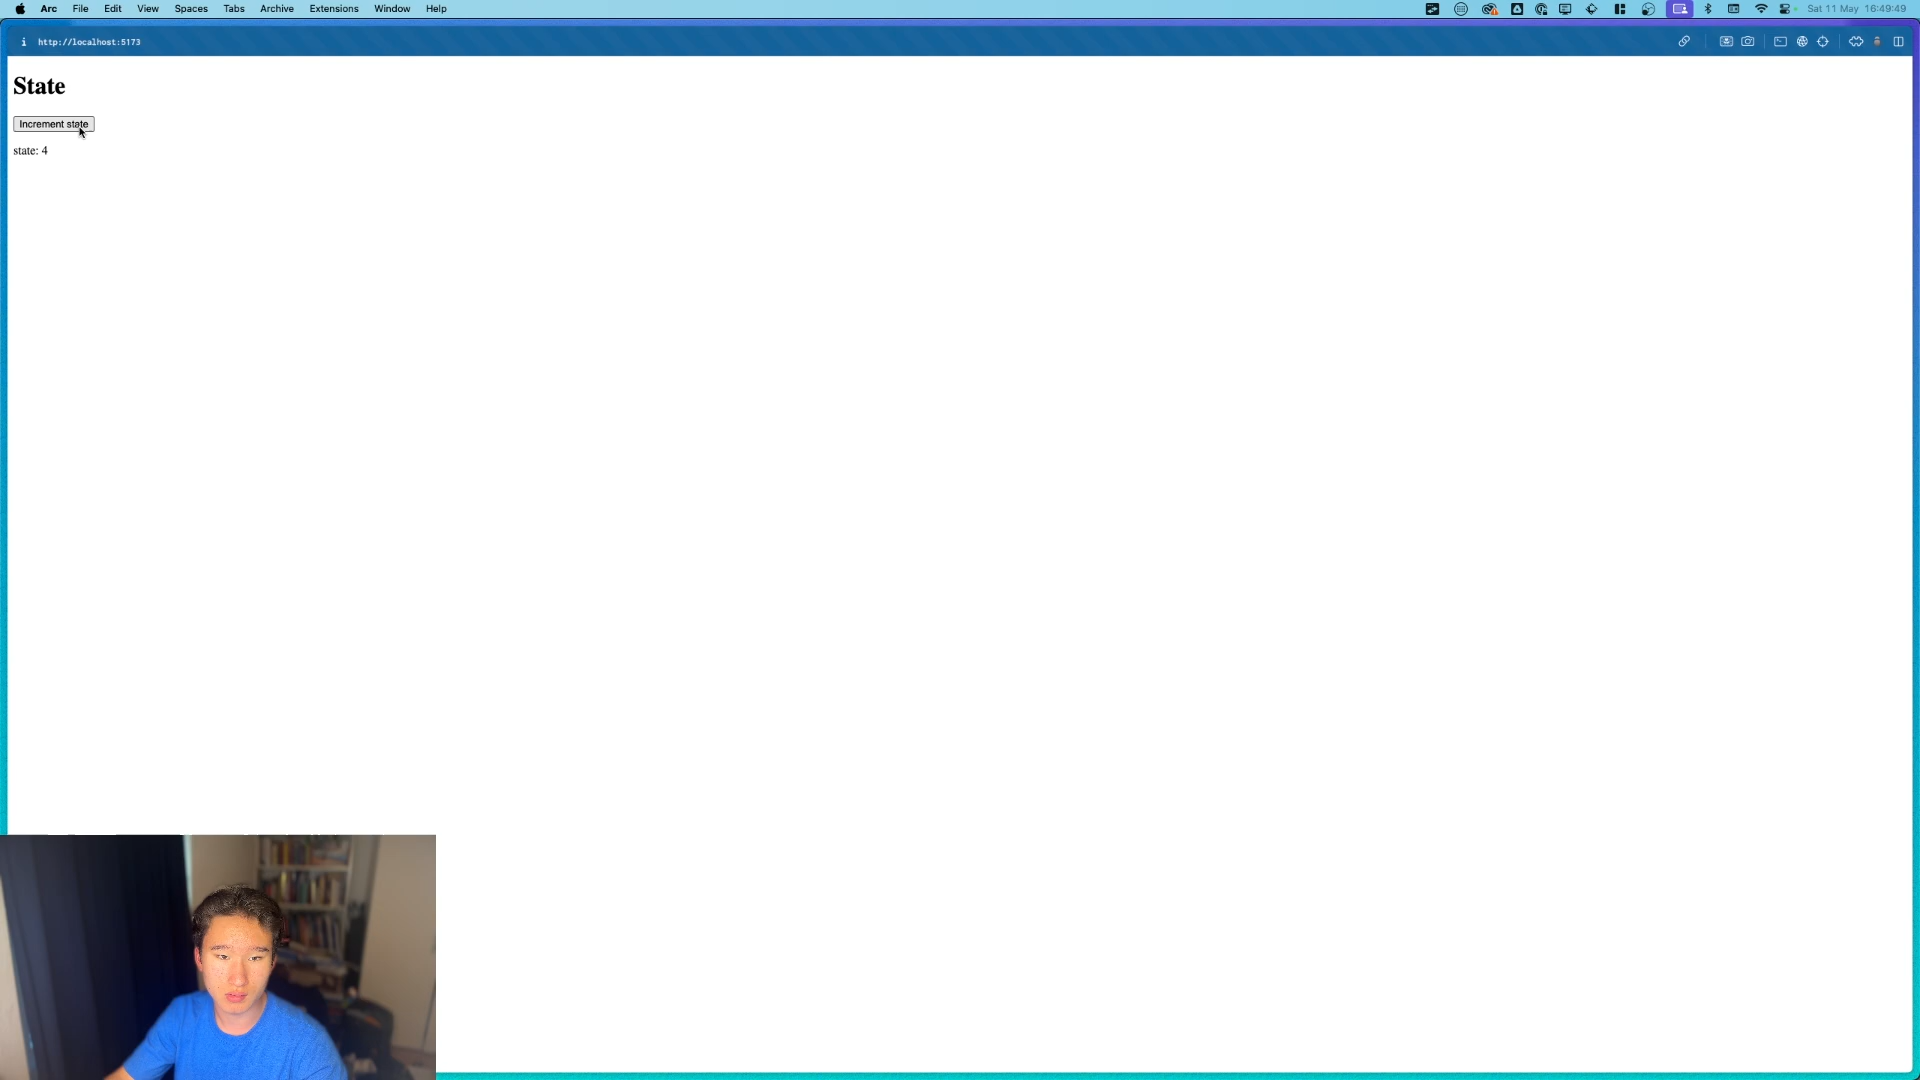 Arc File Edit View Spaces Tabs Archive Extensions Window Help Sat 11 May 16:49:49
http://localhost:5173
State
Increment state
state: 4